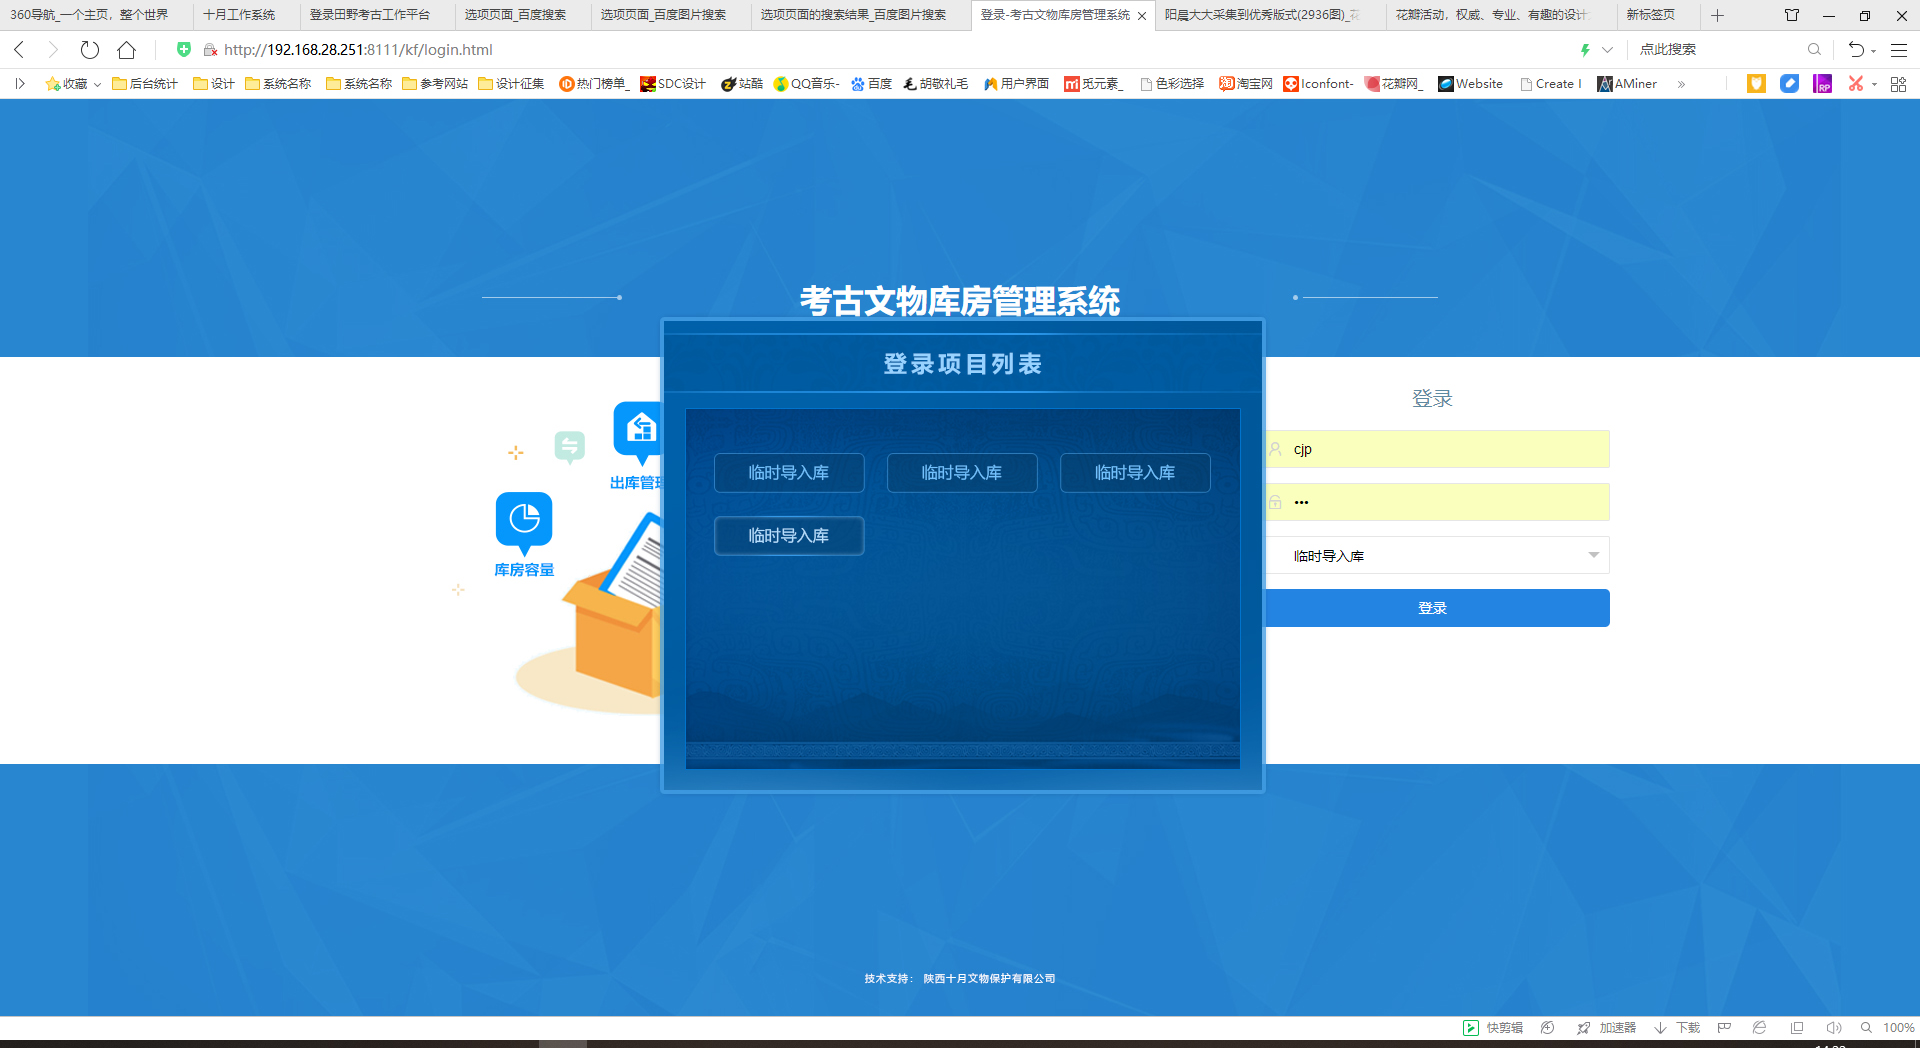 360导航_一个主页，整个世界
十月工作系统
登录田野考古工作平台
选项页面_百度搜索
选项页面_百度图片搜索
选项页面的搜索结果_百度图片搜索
登录-考古文物库房管理系统
阳晨大大采集到优秀版式(2936图)_花
花瓣活动，权威、专业、有趣的设计
新标签页
http://192.168.28.251:8111/kf/login.html
点此搜索
收藏
后台统计
设计
系统名称
系统名称
参考网站
设计征集
热门榜单_
SDC设计
站酷
QQ音乐-
百度
胡敬礼毛
用户界面
觅元素_
色彩选择
淘宝网
Iconfont-
花瓣网_
Website
Create I
AMiner
考古文物库房管理系统
登录项目列表
临时导入库 临时导入库 临时导入库
临时导入库
出库管理
库房容量
登录
cjp
•••
临时导入库
登录
技术支持： 陕西十月文物保护有限公司
快剪辑
加速器
下载
100%